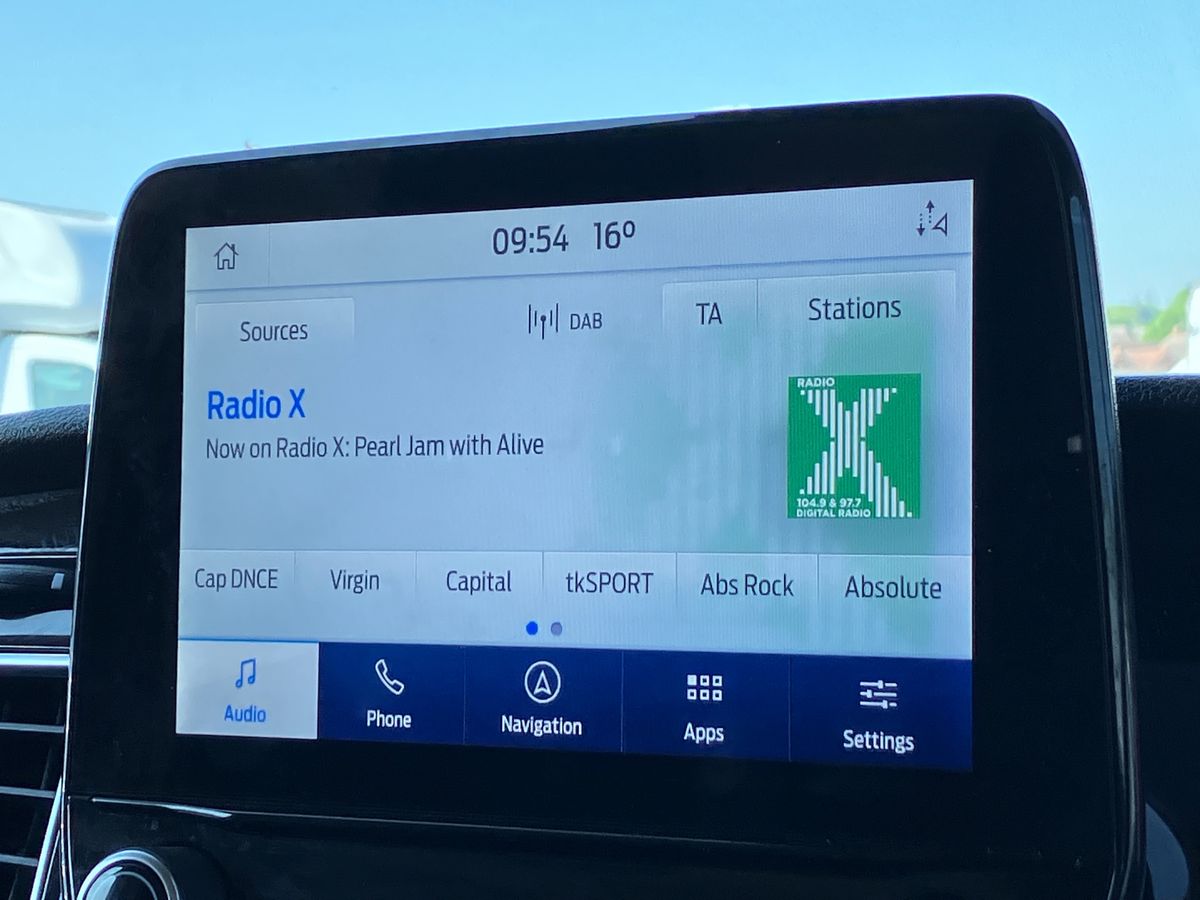 09:54 16º
Sources
DAB
TA
Stations
Radio X
Now on Radio X: Pearl Jam with Alive
RADIO
X
104.9 & 97.7
DIGITAL RADIO
Cap DNCE
Virgin
Capital
tkSPORT
Abs Rock
Absolute
Audio
Phone
Navigation
Apps
Settings